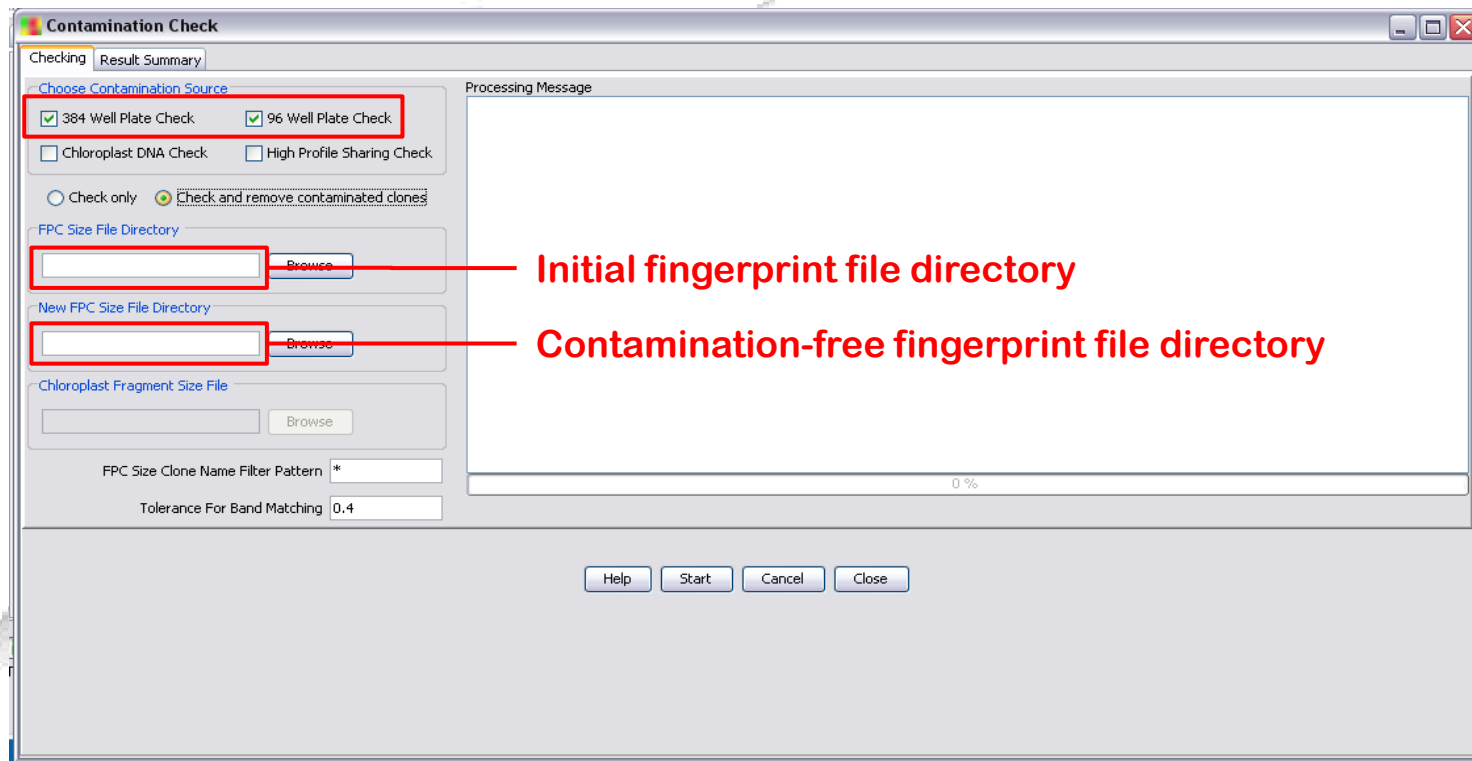 Contamination Check
Checking Result Summary
Choose Contamination Source
384 Well Plate Check 96 Well Plate Check
Chloroplast DNA Check High Profile Sharing Check
Check only Check and remove contaminated clones
FPC Size File Directory
Browse
New FPC Size File Directory
Browse
Chloroplast Fragment Size File
Browse
FPC Size Clone Name Filter Pattern *
Tolerance For Band Matching 0.4
Processing Message
Initial fingerprint file directory
Contamination-free fingerprint file directory
0 %
Help Start Cancel Close